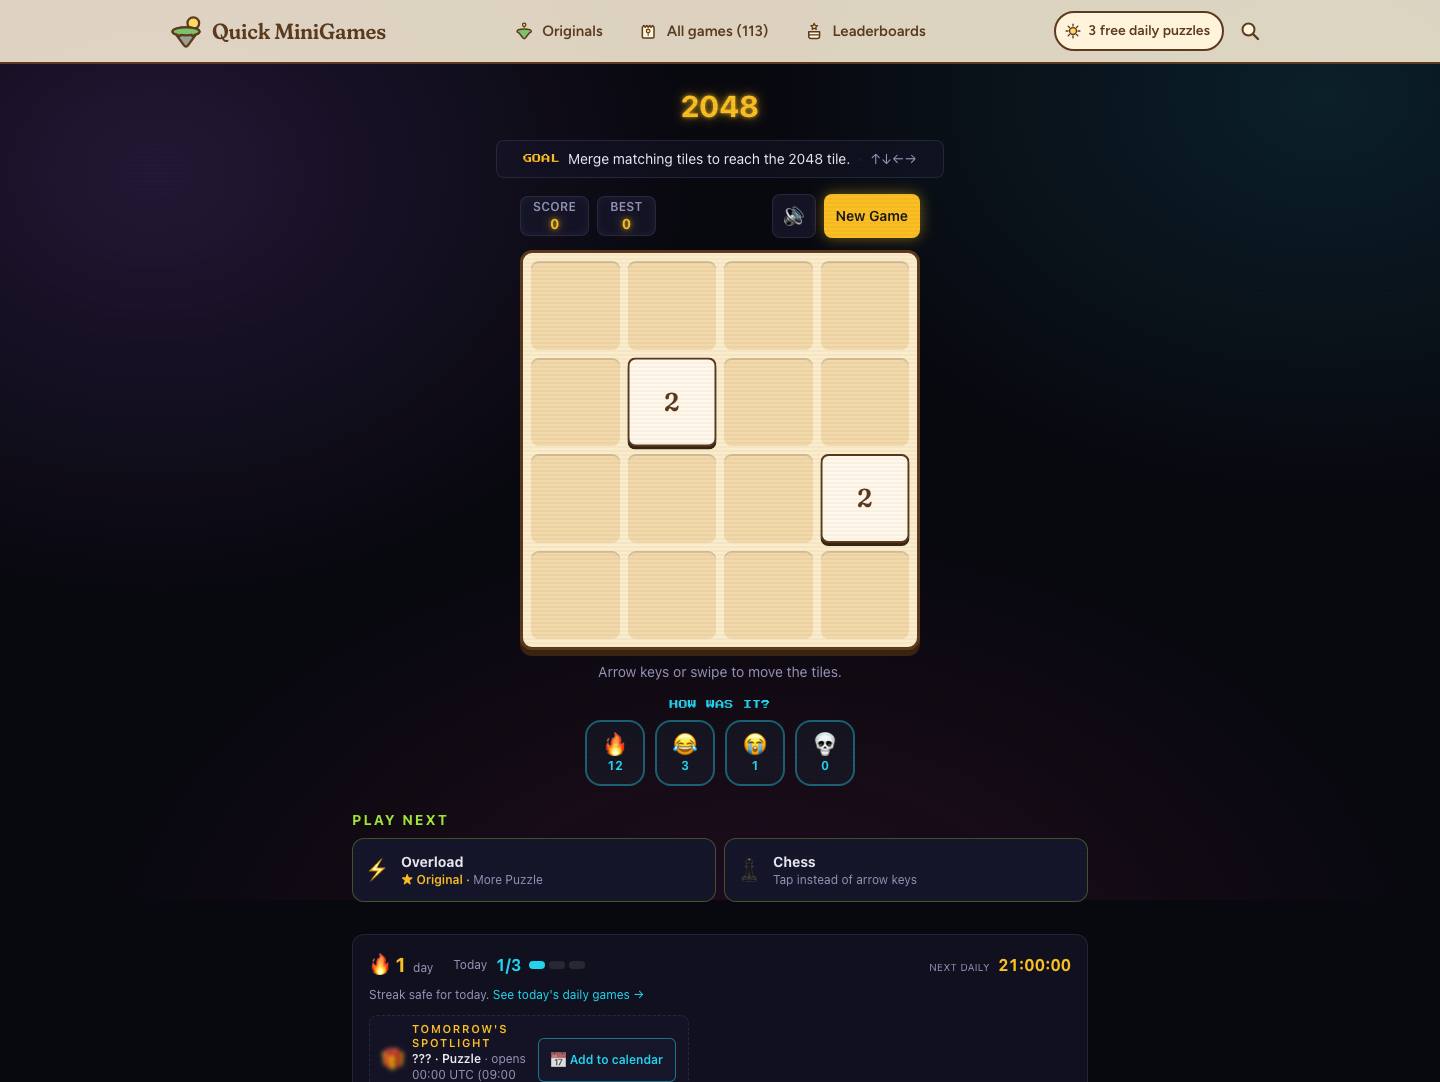 Quick MiniGames
Originals
All games (113)
Leaderboards
3 free daily puzzles
2048
GOAL Merge matching tiles to reach the 2048 tile. · ↑↓←→
SCORE
0
BEST
0
New Game
2
2
Arrow keys or swipe to move the tiles.
HOW WAS IT?
12
3
1
0
PLAY NEXT
Overload
★ Original · More Puzzle
Chess
Tap instead of arrow keys
1 day Today 1/3
NEXT DAILY 21:00:00
Streak safe for today. See today's daily games →
TOMORROW'S
SPOTLIGHT
??? · Puzzle · opens
00:00 UTC (09:00
Add to calendar